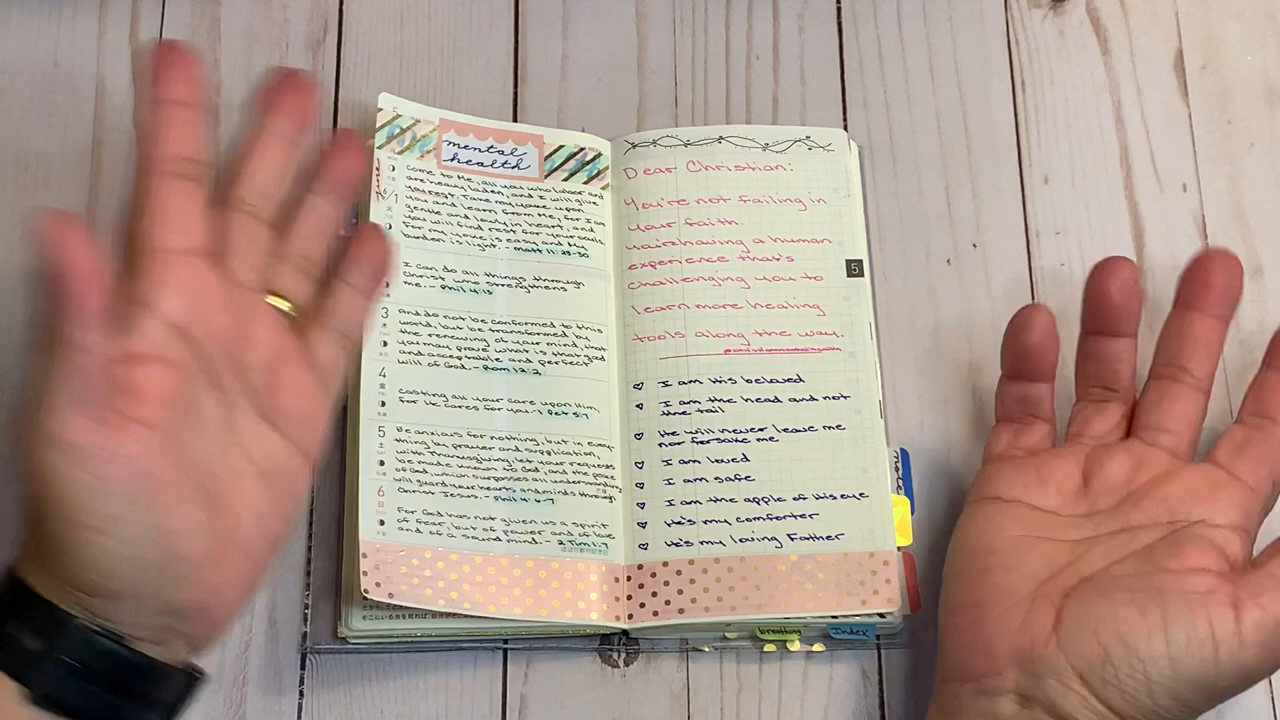 mental
health
June
6/1
come to Me, all you who labor and
are heavy laden, and I will give
you rest. Take my yoke upon
you and learn from Me, for I am
gentle and lowly in heart, and
you will find rest for your souls.
For my yoke is easy and my
burden is light. - Matt 11:28-30
I can do all things through
Christ who strengthens
me. - Phil 4:13
3
木
And do not be conformed to this
world, but be transformed by
the renewing of your mind, that
you may prove what is that good
and acceptable and perfect
will of God. - Rom 12:2
4
金
casting all your care upon Him,
for He cares for you. - 1 Pet 5:7
5
土
Be anxious for nothing, but in every-
thing by prayer and supplication,
with Thanksgiving, let your requests
be made known to God; and the peace
of God, surpasses all understanding
will guard your hearts and minds through
Christ Jesus. - Phil 4:6-7
6
日
For God has not given us a spirit
of fear, but of power and of love
and of a sound mind. - 2 Tim 1:7
Dear Christian:
You're not failing in
your faith.
You're having a human
experience that's
challenging you to
learn more healing
tools along the way.
5
I am His beloved
I am the head and not
the tail
He will never leave me
nor forsake me
I am loved
I am safe
I am the apple of His eye
He's my comforter
He's my loving Father
breathing
Index